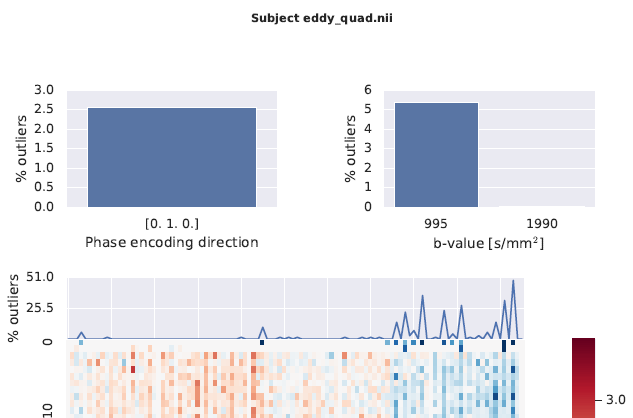 Subject eddy_quad.nii
3.0
2.5
2.0
1.5
1.0
0.5
0.0
% outliers
[0. 1. 0.]
Phase encoding direction
6
5
4
3
2
1
0
% outliers
995 1990
b-value [s/mm²]
51.0
25.5
0
% outliers
10
3.0